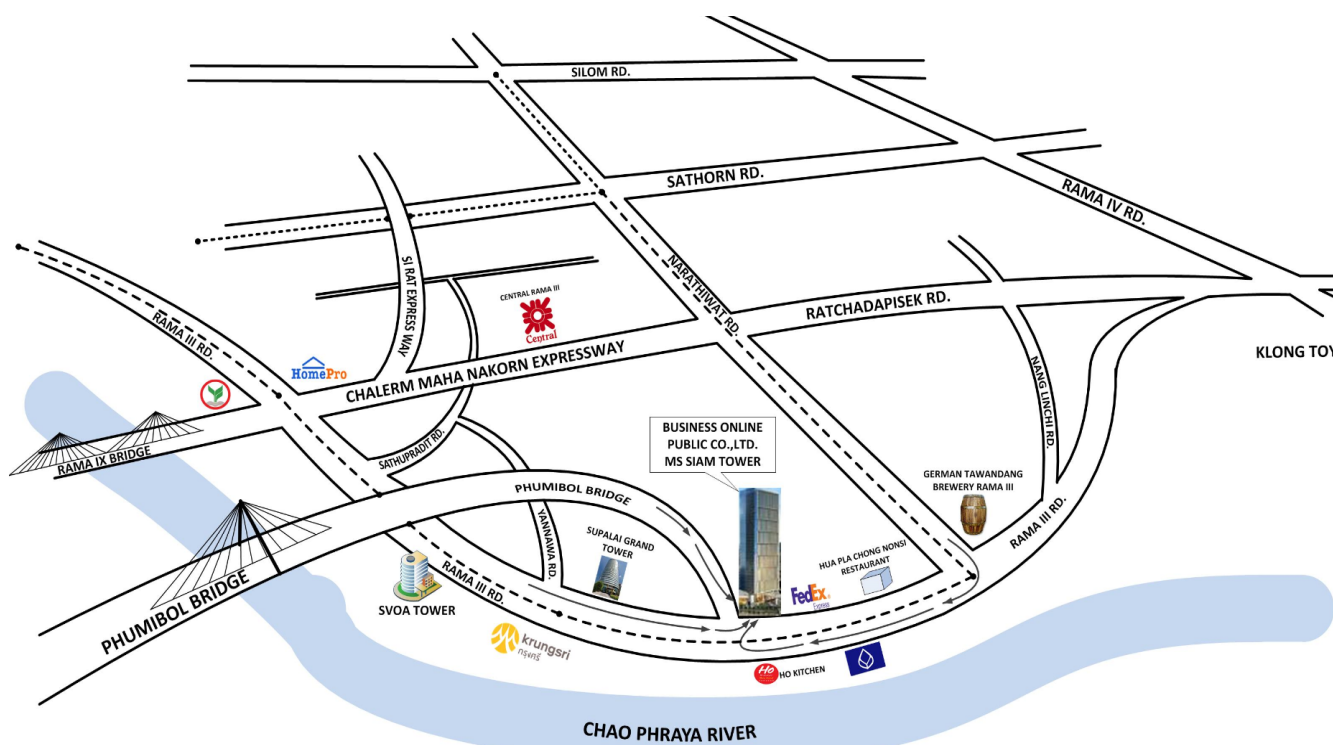 SILOM RD.
SATHORN RD.
RAMA IV RD.
SI RAT EXPRESS WAY
NARATHIWAT RD.
CENTRAL RAMA III
Central
RATCHADAPISEK RD.
RAMA III RD.
HomePro
CHALERM MAHA NAKORN EXPRESSWAY
NANG LINCHI RD.
KLONG TOY
RAMA IX BRIDGE
SATHUPRADIT RD.
BUSINESS ONLINE
PUBLIC CO.,LTD.
MS SIAM TOWER
GERMAN TAWANDANG
BREWERY RAMA III
PHUMIBOL BRIDGE
YANNAWA RD.
SUPALAI GRAND
TOWER
RAMA III RD.
HUA PLA CHONG NONSI
RESTAURANT
FedEx
Express
PHUMIBOL BRIDGE
SVOA TOWER
RAMA III RD.
krungsri
กรุงศรี
Ho
HO KITCHEN
CHAO PHRAYA RIVER